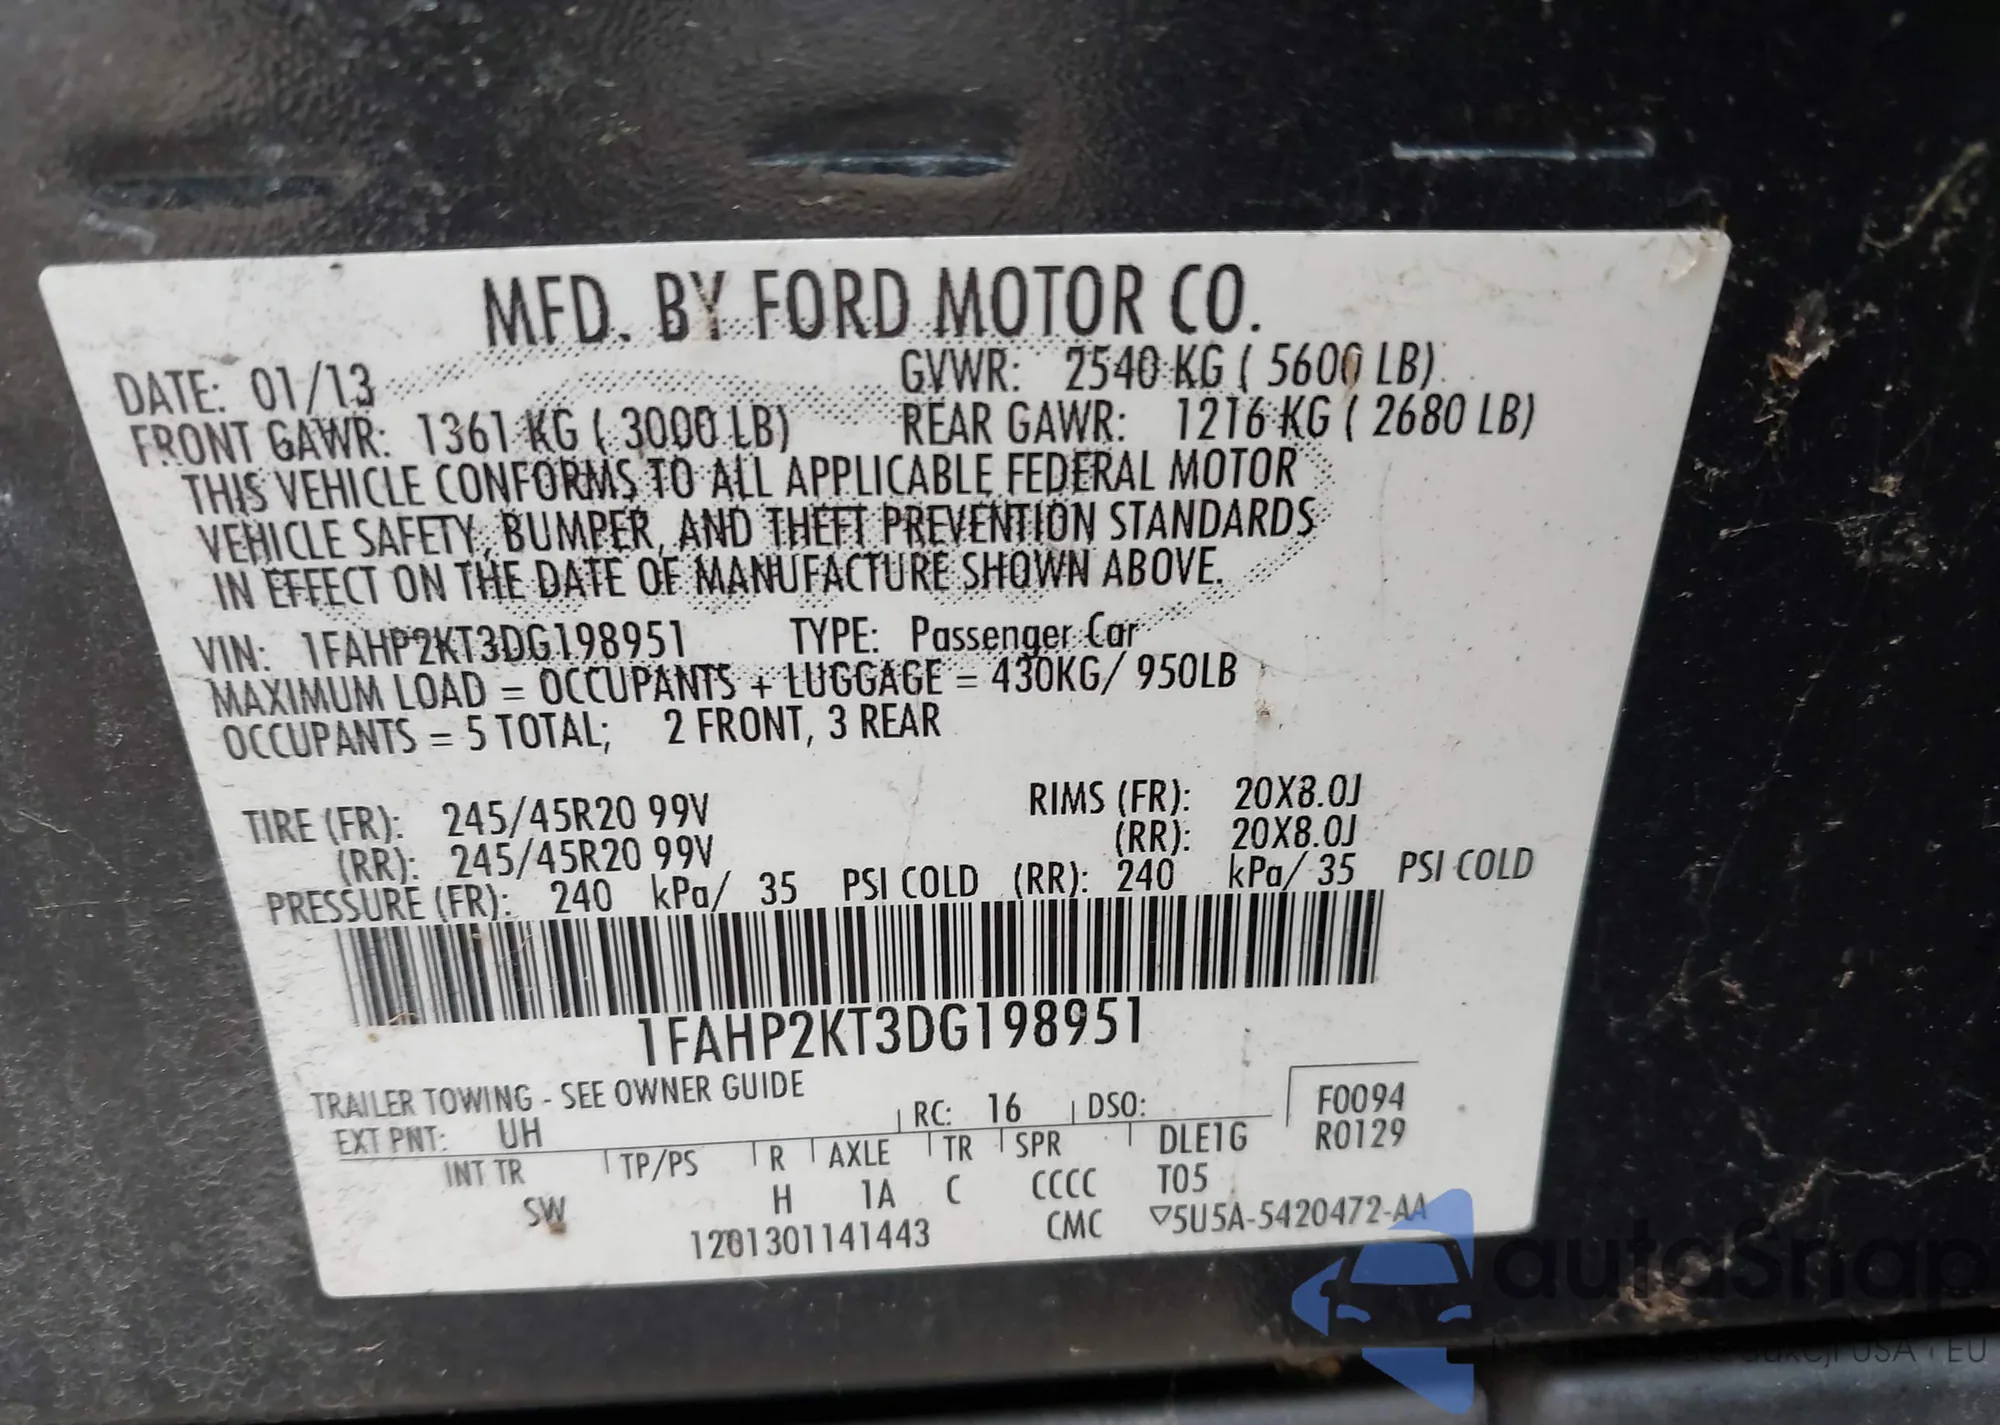 MFD. BY FORD MOTOR CO.
DATE: 01/13 GVWR: 2540 KG ( 5600 LB)
FRONT GAWR: 1361 KG ( 3000 LB) REAR GAWR: 1216 KG ( 2680 LB)
THIS VEHICLE CONFORMS TO ALL APPLICABLE FEDERAL MOTOR
VEHICLE SAFETY, BUMPER, AND THEFT PREVENTION STANDARDS
IN EFFECT ON THE DATE OF MANUFACTURE SHOWN ABOVE.
VIN: 1FAHP2KT3DG198951 TYPE: Passenger Car
MAXIMUM LOAD = OCCUPANTS + LUGGAGE = 430KG/ 950LB
OCCUPANTS = 5 TOTAL; 2 FRONT, 3 REAR
TIRE (FR): 245/45R20 99V RIMS (FR): 20X8.0J
(RR): 245/45R20 99V (RR): 20X8.0J
PRESSURE (FR): 240 kPa/ 35 PSI COLD (RR): 240 kPa/ 35 PSI COLD
1FAHP2KT3DG198951
TRAILER TOWING - SEE OWNER GUIDE
EXT PNT: UH RC: 16 DSO: F0094
INT TR TP/PS R AXLE TR SPR DLE1G R0129
SW H 1A C CCCC T05
1201301141443 CMC ▽5U5A-5420472-AA
autoSnap
USA · EU